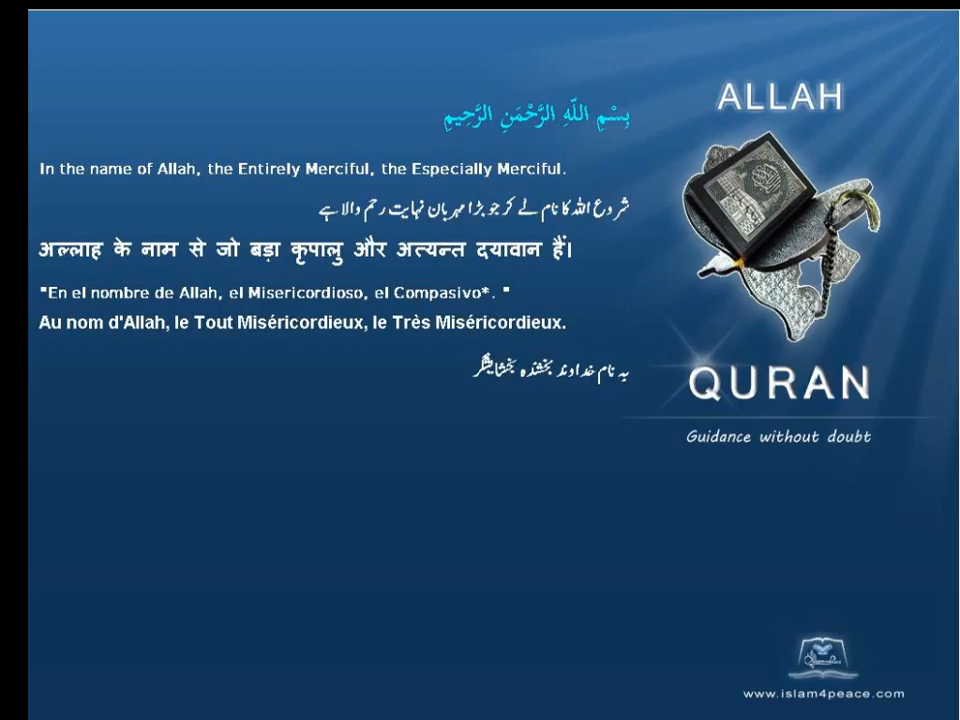 بِسْمِ اللَّهِ الرَّحْمَنِ الرَّحِيمِ
In the name of Allah, the Entirely Merciful, the Especially Merciful.
شروع الله کا نام لے کر جو بڑا مہربان نہایت رحم والا ہے
अल्लाह के नाम से जो बड़ा कृपालु और अत्यन्त दयावान हैं।
"En el nombre de Allah, el Misericordioso, el Compasivo*. "
Au nom d'Allah, le Tout Miséricordieux, le Très Miséricordieux.
به نام خداوند بخشنده بخشایشگر
ALLAH
QURAN
Guidance without doubt
www.islam4peace.com